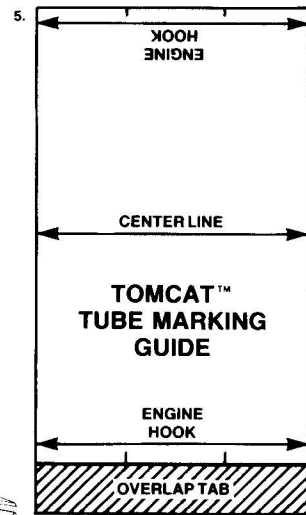 5.
ENGINE
HOOK
CENTER LINE
TOMCAT™
TUBE MARKING
GUIDE
ENGINE
HOOK
OVERLAP TAB